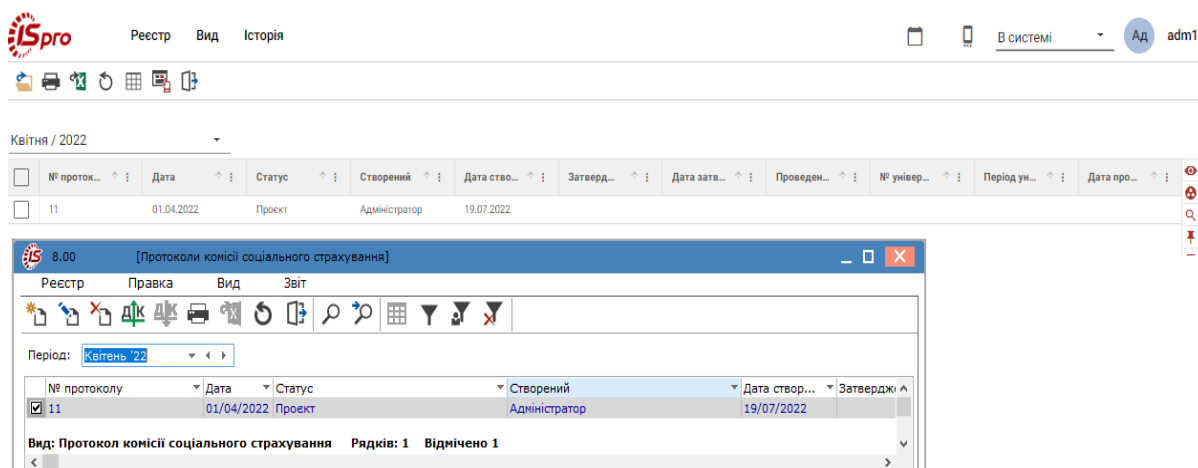 iSpro Реєстр Вид Історія В системі Ад adm1
Квітня / 2022
№ проток... Дата Статус Створений Дата ство... Затверд... Дата затв... Проведен... № універ... Період ун... Дата про...
11 01.04.2022 Проєкт Адміністратор 19.07.2022
iS 8.00 [Протоколи комісії соціального страхування]
Реєстр Правка Вид Звіт
Період: Квітень '22
№ протоколу Дата Статус Створений Дата створ... Затвердж
11 01/04/2022 Проєкт Адміністратор 19/07/2022
Вид: Протокол комісії соціального страхування Рядків: 1 Відмічено 1